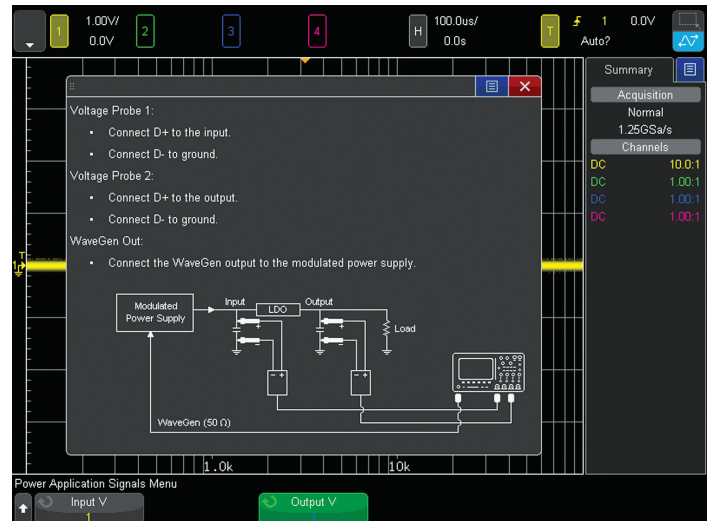 1 1.00V/ 0.0V
2
3
4
H 100.0us/ 0.0s
T 1 0.0V
Auto?
Summary
Acquisition
Normal
1.25GSa/s
Channels
DC 10.0:1
DC 1.00:1
DC 1.00:1
DC 1.00:1
Voltage Probe 1:
• Connect D+ to the input.
• Connect D- to ground.
Voltage Probe 2:
• Connect D+ to the output.
• Connect D- to ground.
WaveGen Out:
• Connect the WaveGen output to the modulated power supply.
T
1
Modulated
Power Supply
Input
LDO
Output
+
-
+
-
Load
- +
- +
WaveGen (50 Ω)
1.0k 10k
Power Application Signals Menu
Input V
1
Output V